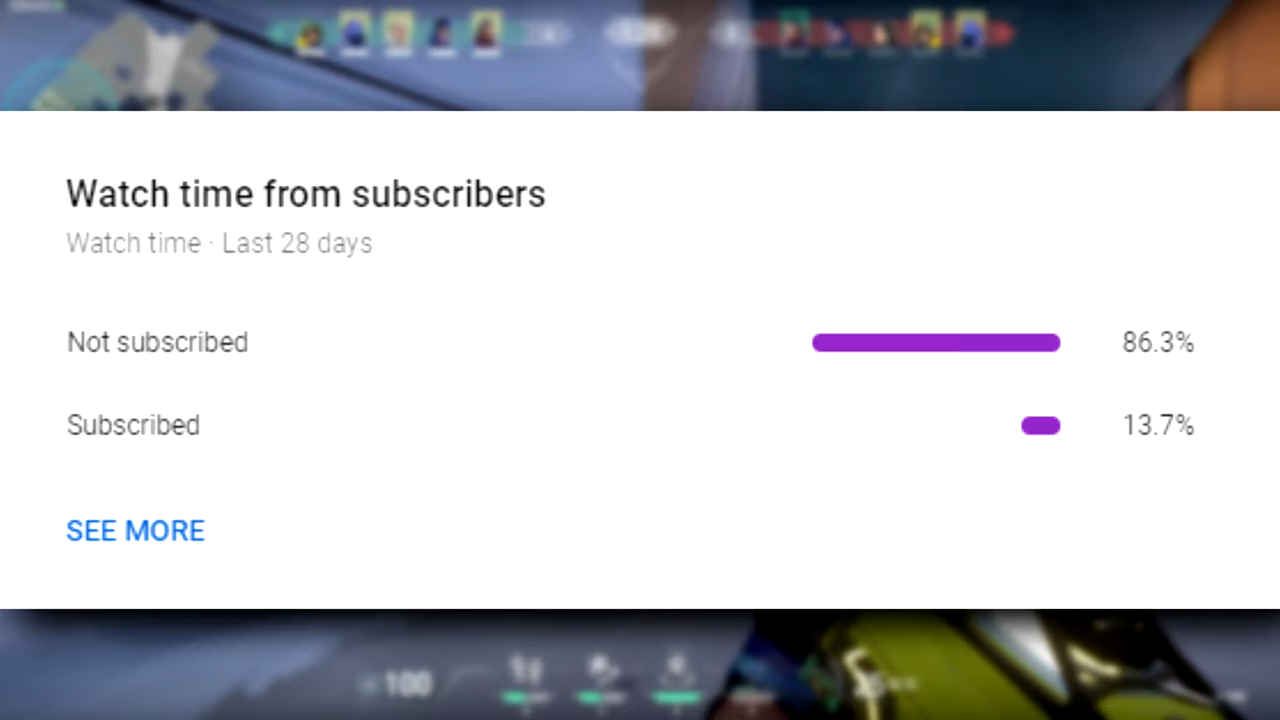 Watch time from subscribers
Watch time · Last 28 days
Not subscribed 86.3%
Subscribed 13.7%
SEE MORE
100